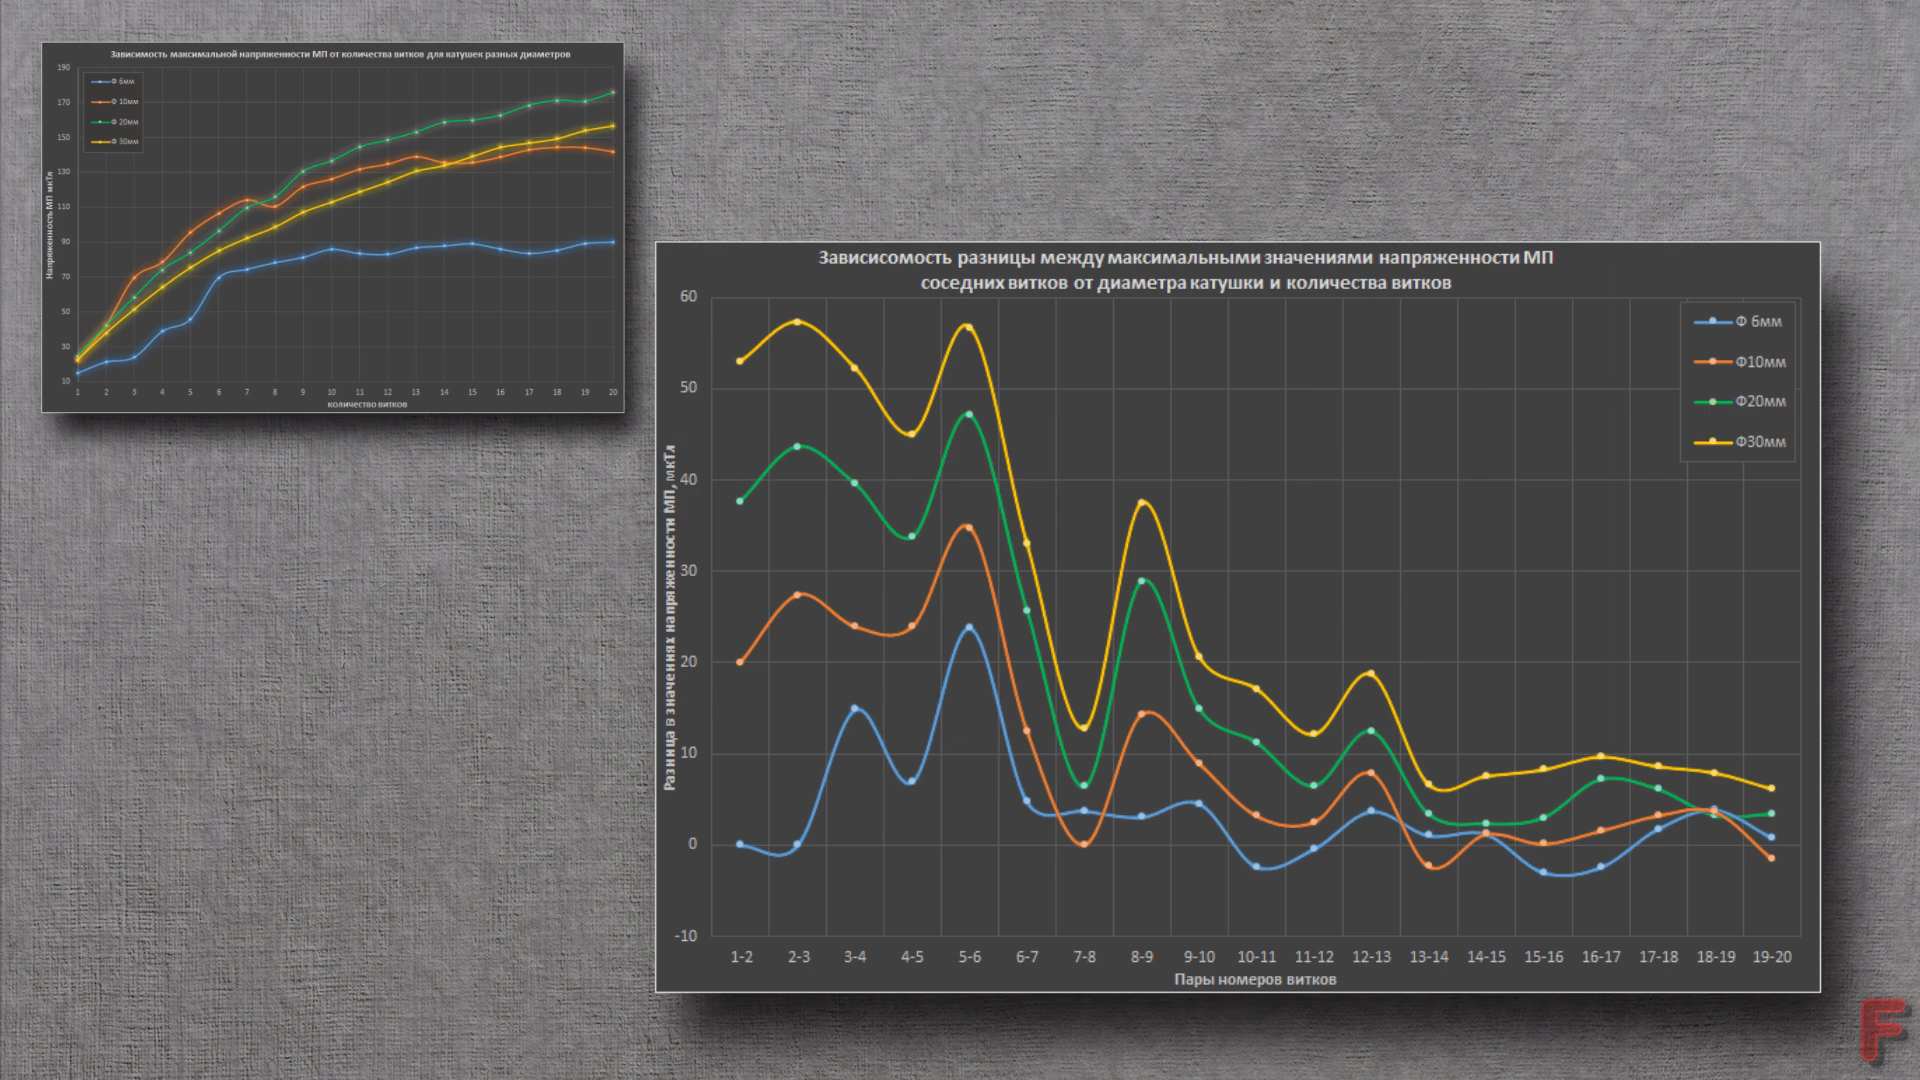 Зависимость максимальной напряженности МП от количества витков для катушек разных диаметров
190
170
150
130
110
90
70
50
30
10
Напряженность МП мкТл
Ф 6мм
Ф 10мм
Ф 20мм
Ф 30мм
1 2 3 4 5 6 7 8 9 10 11 12 13 14 15 16 17 18 19 20
количество витков
Зависисомость разницы между максимальными значениями напряженности МП
соседних витков от диаметра катушки и количества витков
60
50
40
30
20
10
0
-10
Разница в значениях напряженности МП, мкТл
Ф 6мм
Ф10мм
Ф20мм
Ф30мм
1-2 2-3 3-4 4-5 5-6 6-7 7-8 8-9 9-10 10-11 11-12 12-13 13-14 14-15 15-16 16-17 17-18 18-19 19-20
Пары номеров витков
F